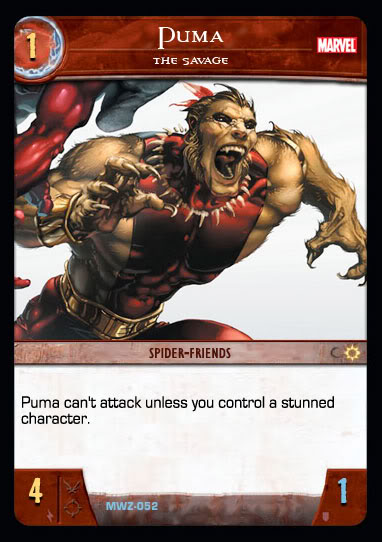 1
PUMA
THE SAVAGE
MARVEL
SPIDER-FRIENDS
Puma can't attack unless you control a stunned
character.
4
MWZ-052
1